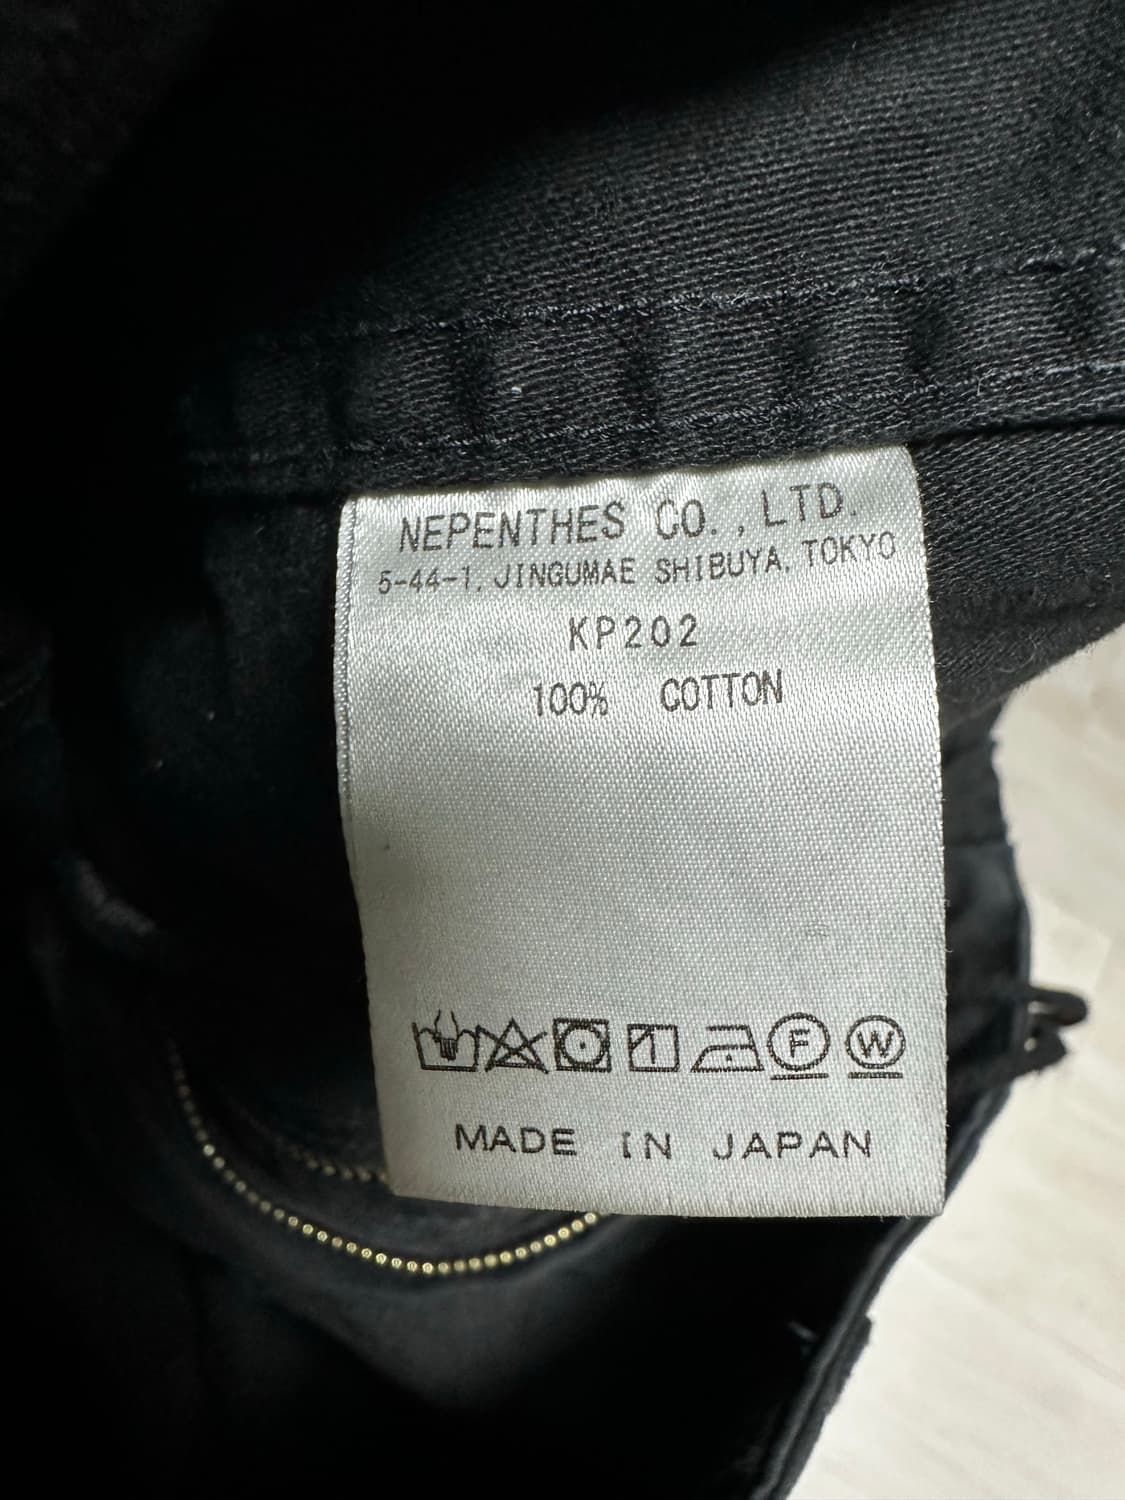 NEPENTHES CO.,LTD.
5-44-1, JINGUMAE SHIBUYA, TOKYO
KP202
100% COTTON
F W
MADE IN JAPAN